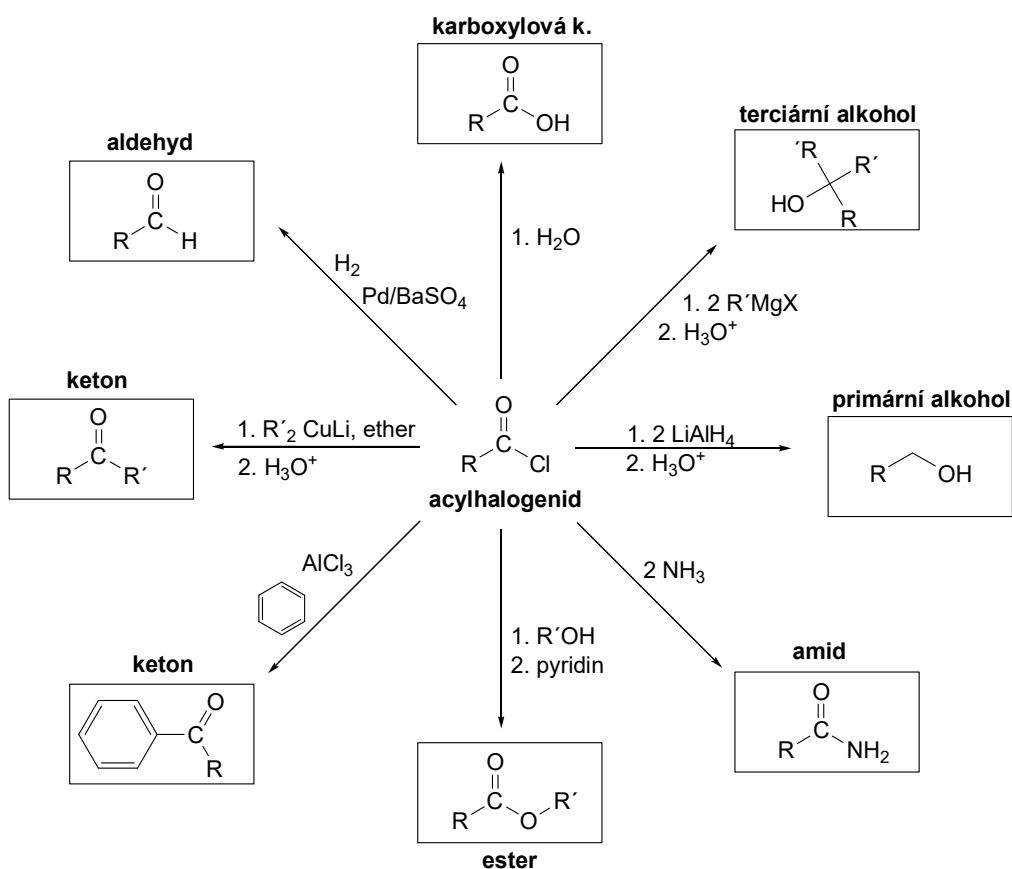 karboxylová k.
O
C
R
OH
terciární alkohol
´R
R´
HO
R
aldehyd
O
C
R
H
1. H₂O
H₂
Pd/BaSO₄
1. 2 R´MgX
2. H₃O⁺
keton
O
C
R
R´
1. R´₂ CuLi, ether
2. H₃O⁺
O
C
R
Cl
acylhalogenid
1. 2 LiAlH₄
2. H₃O⁺
primární alkohol
R
OH
AlCl₃
2 NH₃
1. R´OH
2. pyridin
keton
O
C
R
amid
O
C
R
NH₂
O
C
R
O
R´
ester